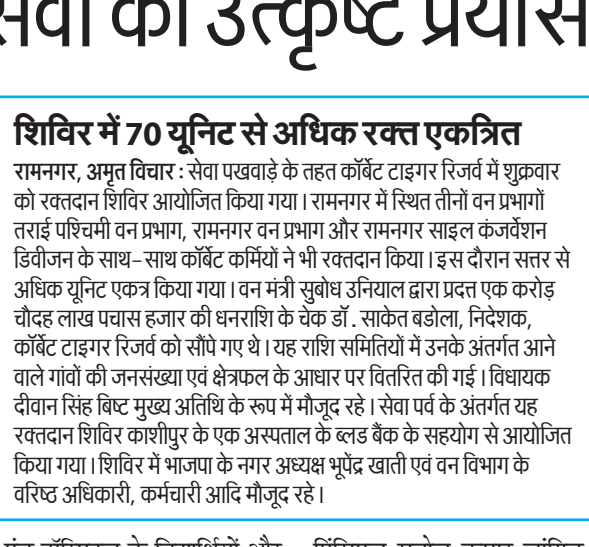 सेवा का उत्कृष्ट प्रयास
शिविर में 70 यूनिट से अधिक रक्त एकत्रित
रामनगर, अमृत विचार : सेवा पखवाड़े के तहत कॉर्बेट टाइगर रिजर्व में शुक्रवार
को रक्तदान शिविर आयोजित किया गया। रामनगर में स्थित तीनों वन प्रभागों
तराई पश्चिमी वन प्रभाग, रामनगर वन प्रभाग और रामनगर साइल कंजर्वेशन
डिवीजन के साथ-साथ कॉर्बेट कर्मियों ने भी रक्तदान किया। इस दौरान सत्तर से
अधिक यूनिट एकत्र किया गया। वन मंत्री सुबोध उनियाल द्वारा प्रदत्त एक करोड़
चौदह लाख पचास हजार की धनराशि के चेक डॉ. साकेत बडोला, निदेशक,
कॉर्बेट टाइगर रिजर्व को सौंपे गए थे। यह राशि समितियों में उनके अंतर्गत आने
वाले गांवों की जनसंख्या एवं क्षेत्रफल के आधार पर वितरित की गई। विधायक
दीवान सिंह बिष्ट मुख्य अतिथि के रूप में मौजूद रहे। सेवा पर्व के अंतर्गत यह
रक्तदान शिविर काशीपुर के एक अस्पताल के ब्लड बैंक के सहयोग से आयोजित
किया गया। शिविर में भाजपा के नगर अध्यक्ष भूपेंद्र खाती एवं वन विभाग के
वरिष्ठ अधिकारी, कर्मचारी आदि मौजूद रहे।